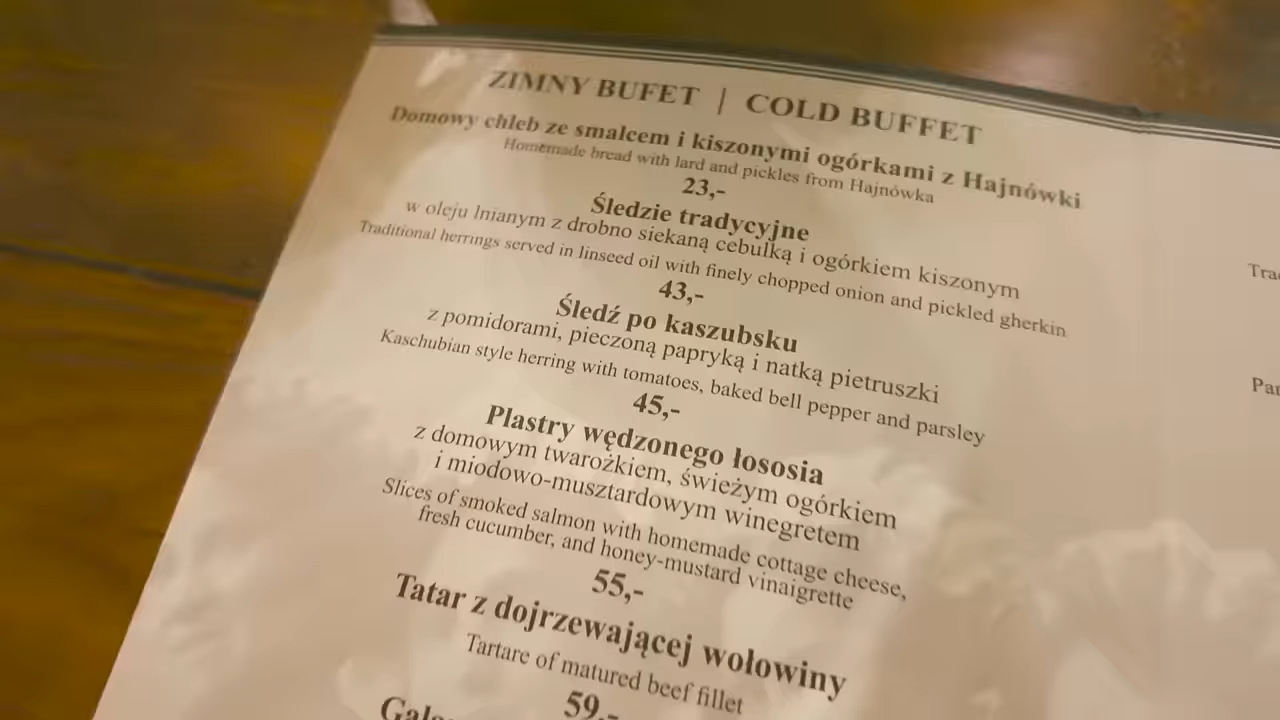 ZIMNY BUFET | COLD BUFFET
Domowy chleb ze smalcem i kiszonymi ogórkami z Hajnówki
Homemade bread with lard and pickles from Hajnówka
23,-
Śledzie tradycyjne
w oleju lnianym z drobno siekaną cebulką i ogórkiem kiszonym
Traditional herrings served in linseed oil with finely chopped onion and pickled gherkin
43,-
Śledź po kaszubsku
z pomidorami, pieczoną papryką i natką pietruszki
Kaschubian style herring with tomatoes, baked bell pepper and parsley
45,-
Plastry wędzonego łososia
z domowym twarożkiem, świeżym ogórkiem
i miodowo-musztardowym winegretem
Slices of smoked salmon with homemade cottage cheese,
fresh cucumber, and honey-mustard vinaigrette
55,-
Tatar z dojrzewającej wołowiny
Tartare of matured beef fillet
59,-